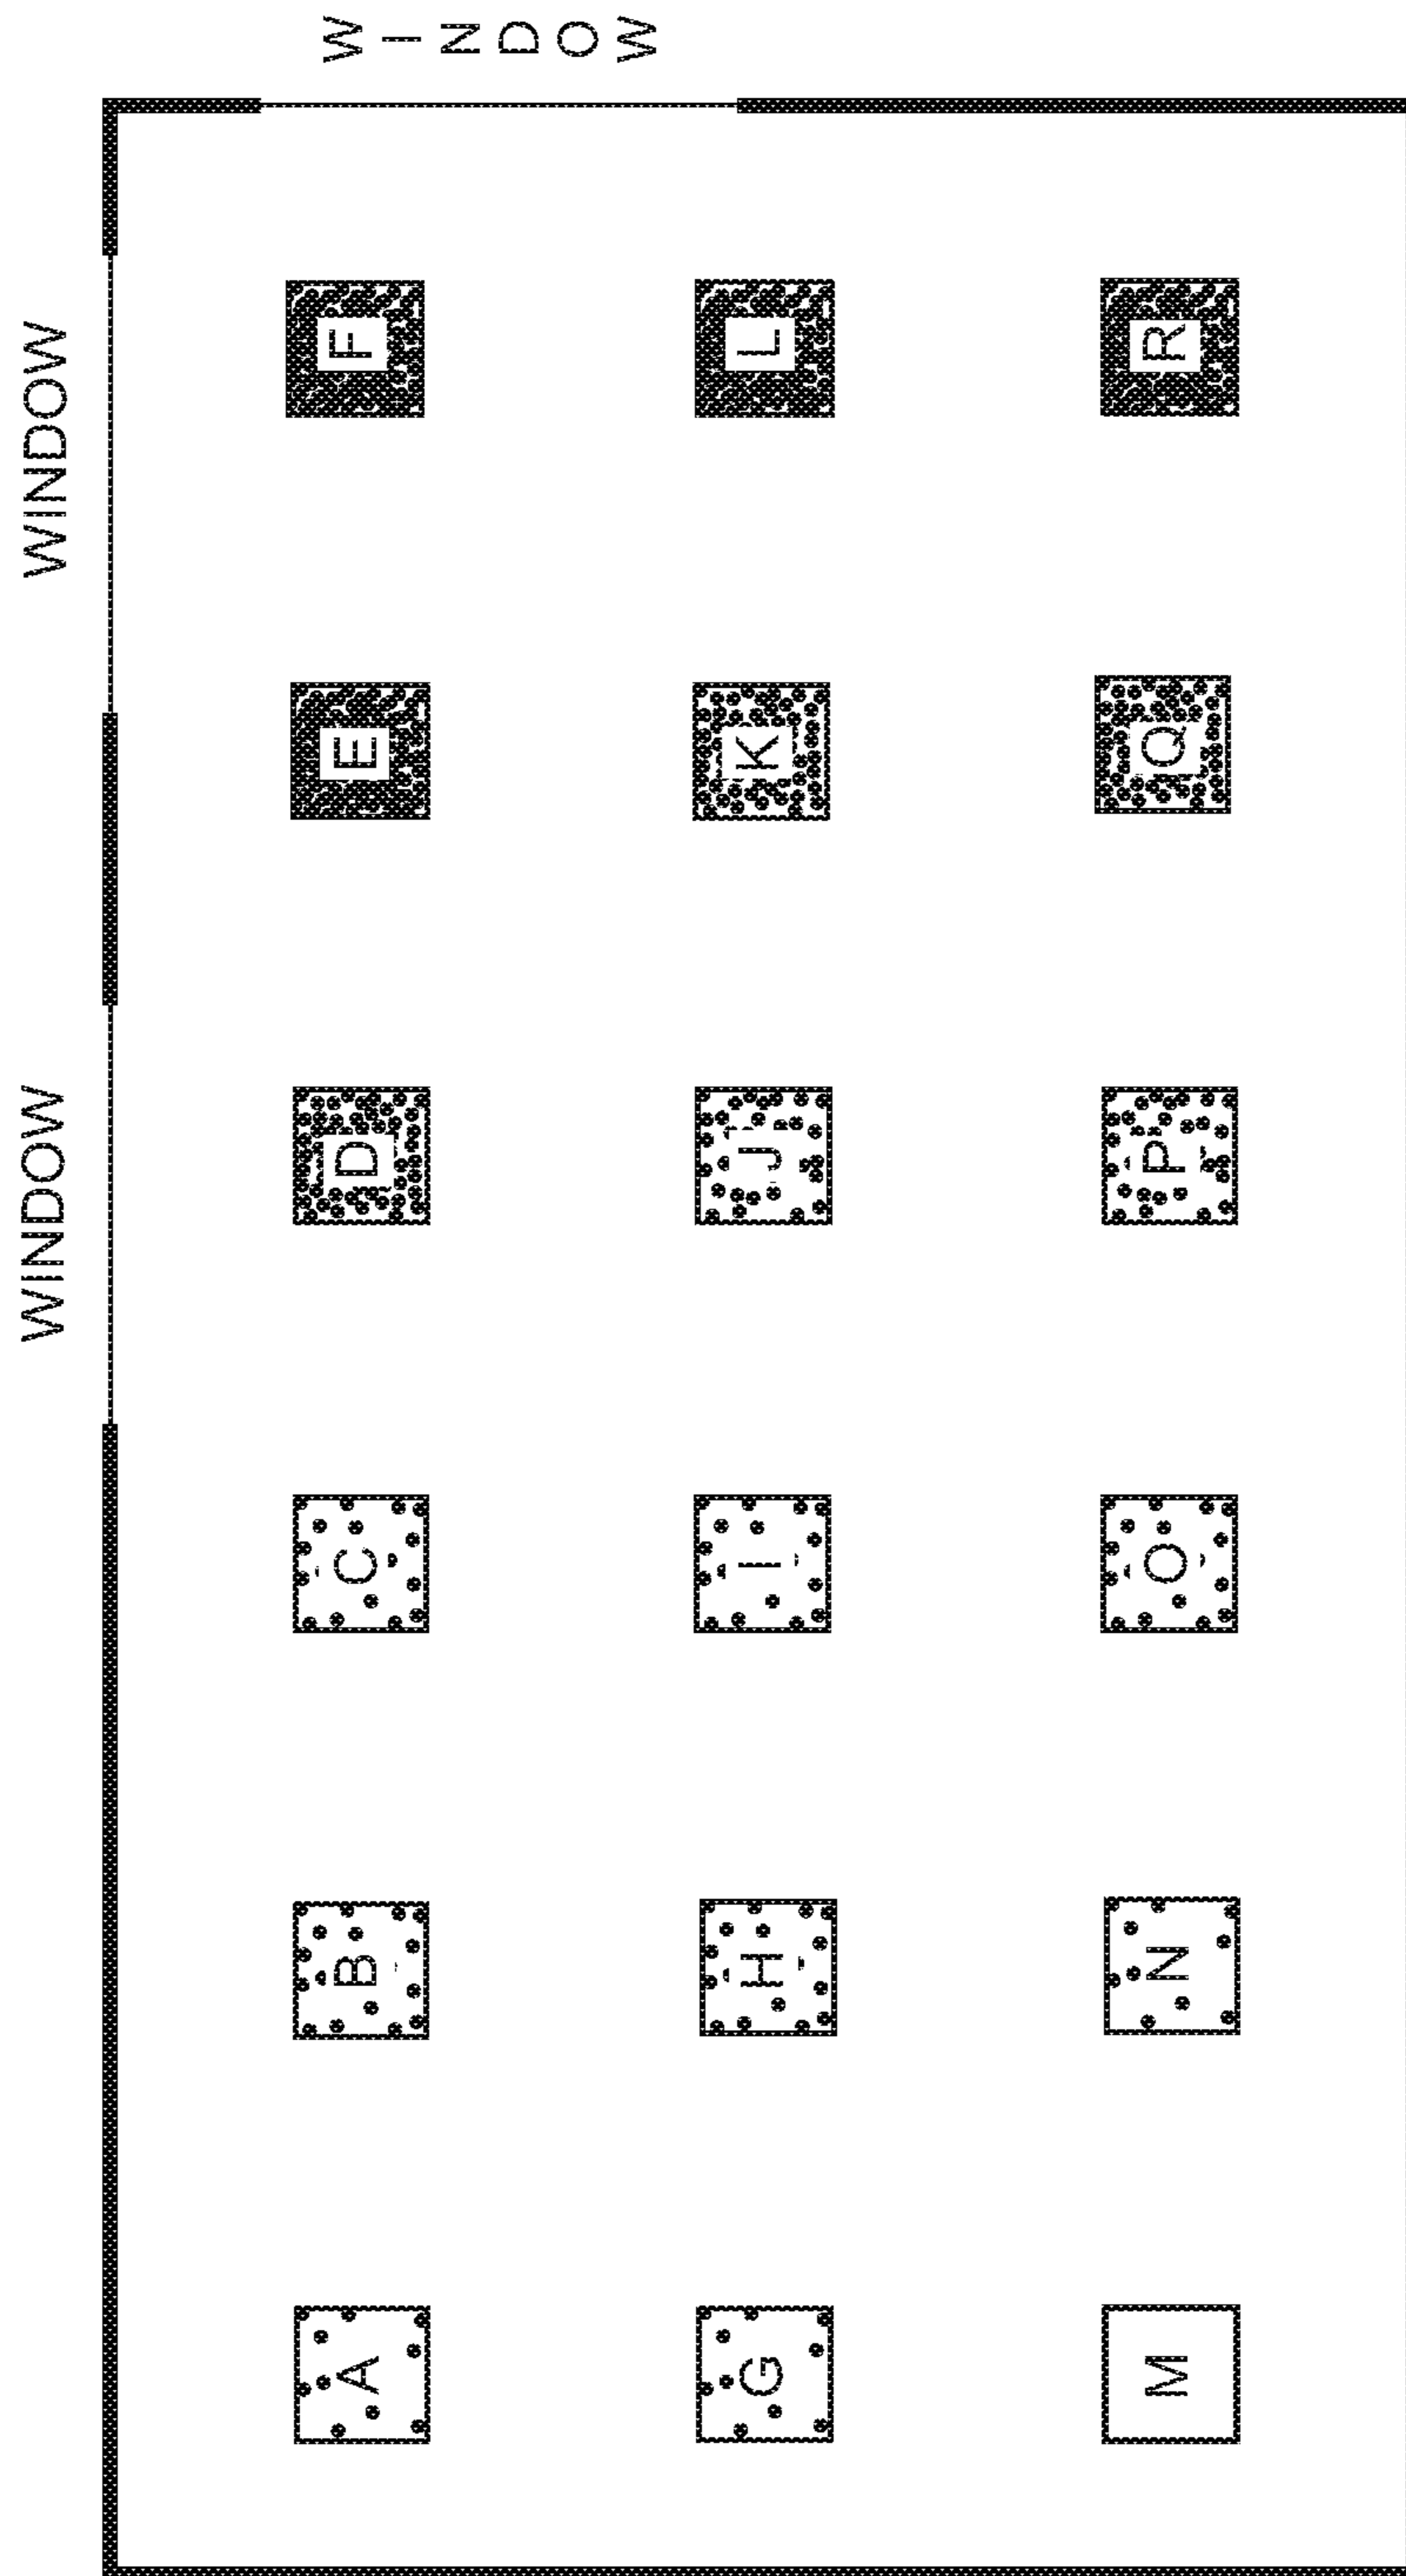 WINDOW WINDOW
A B C D E F
WINDOW
G H I J K L
M N O P Q R